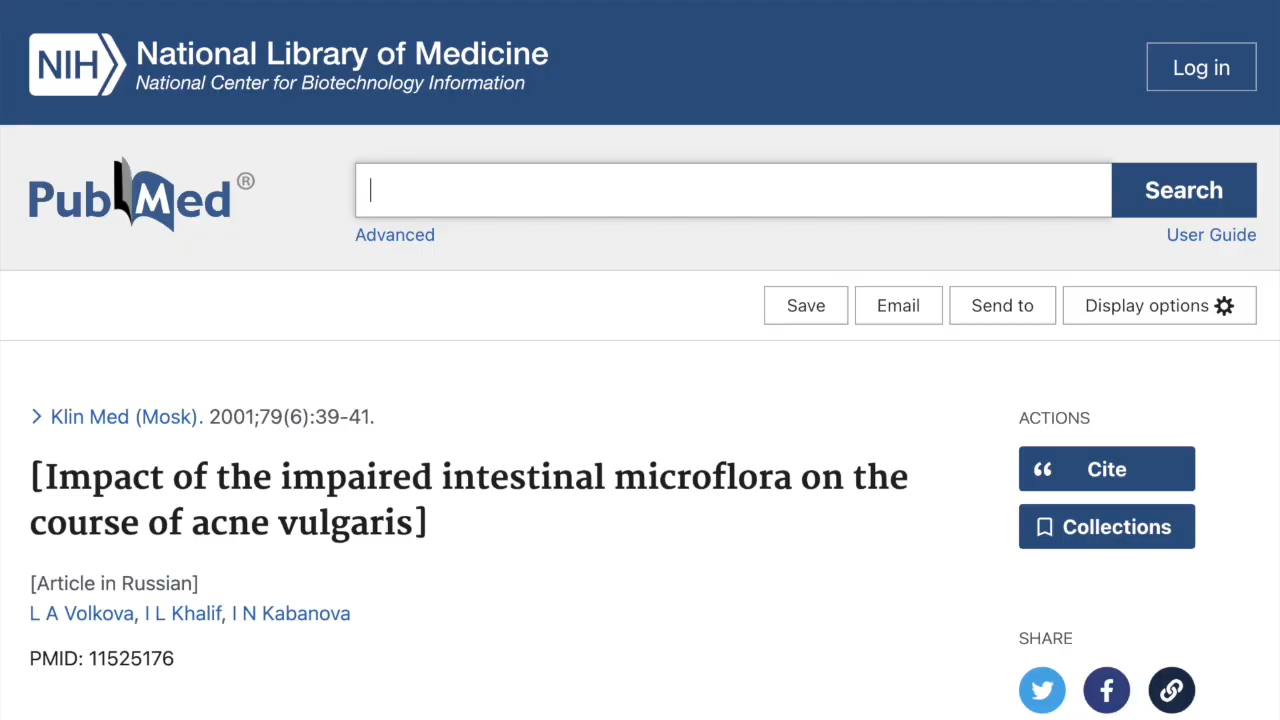 NIH
National Library of Medicine
National Center for Biotechnology Information
Log in
PubMed®
Search
Advanced
User Guide
Save
Email
Send to
Display options
Klin Med (Mosk). 2001;79(6):39-41.
[Impact of the impaired intestinal microflora on the
course of acne vulgaris]
[Article in Russian]
L A Volkova, I L Khalif, I N Kabanova
PMID: 11525176
ACTIONS
Cite
Collections
SHARE